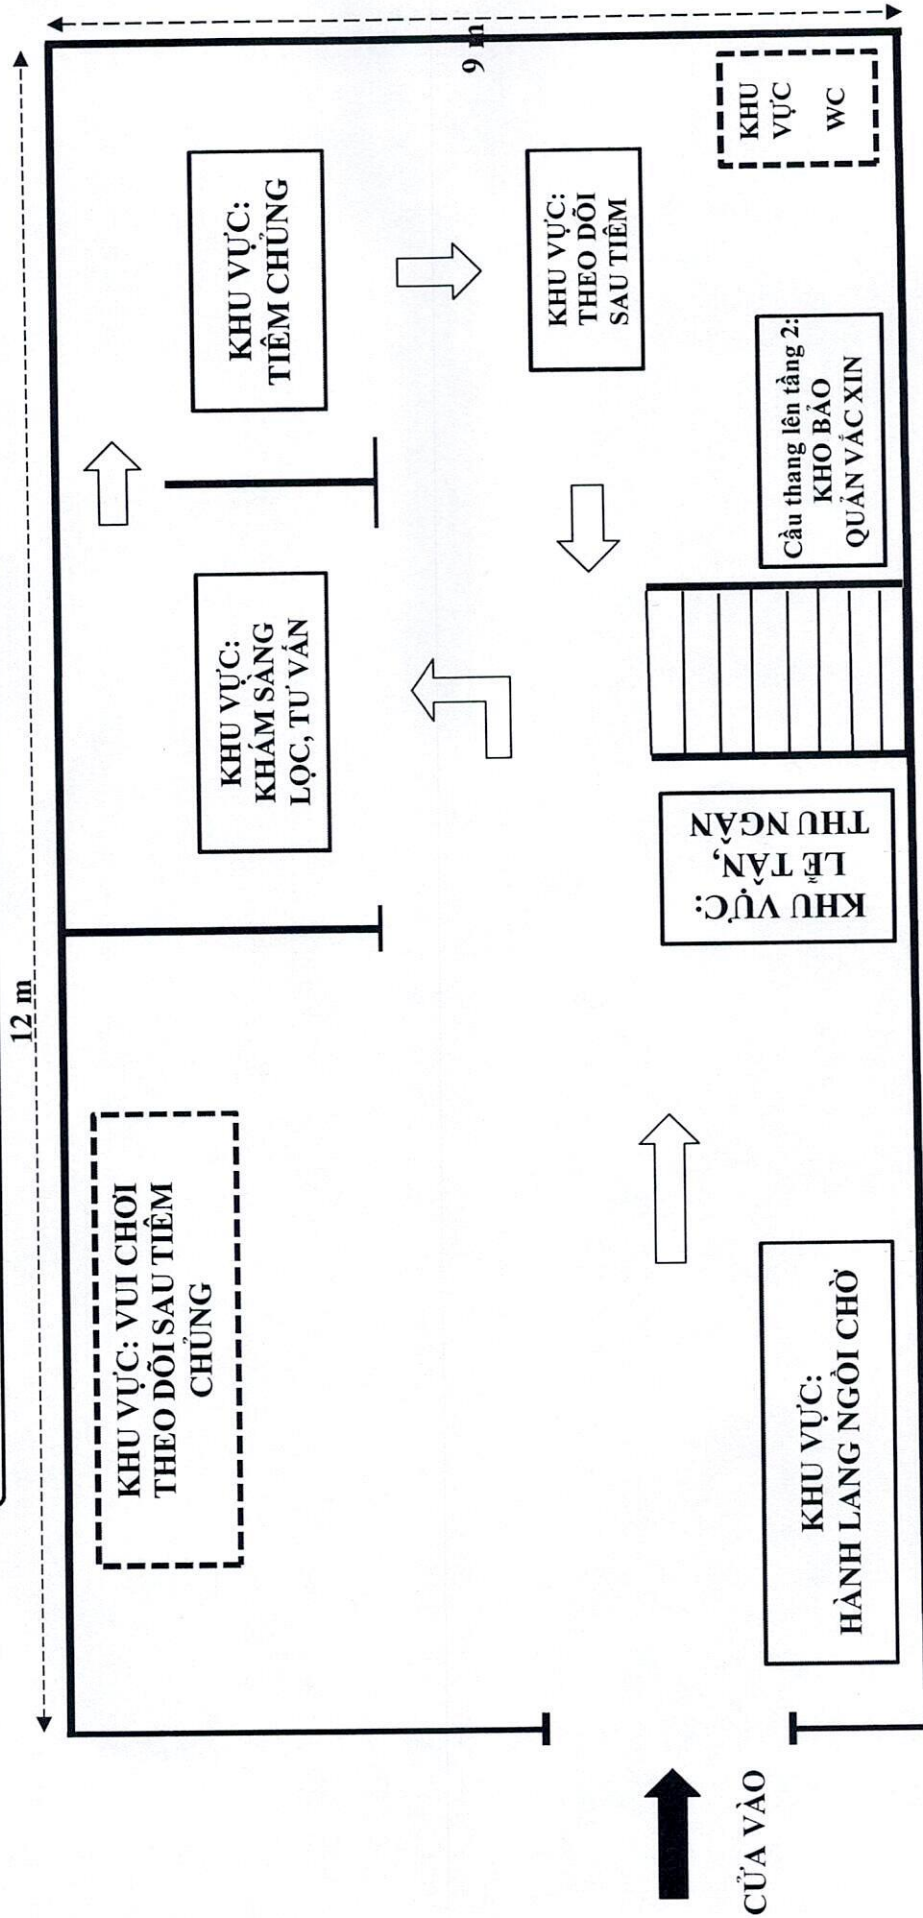 12 m
9 m
KHU VỰC: VUI CHƠI
THEO DÕI SAU TIÊM
CHỦNG
KHU VỰC:
KHÁM SÀNG
LỌC, TƯ VẤN
KHU VỰC:
TIÊM CHỦNG
KHU VỰC:
THEO DÕI
SAU TIÊM
KHU
VỰC
WC
Cầu thang lên tầng 2:
KHO BẢO
QUẢN VẮC XIN
KHU VỰC:
LỄ TÂN,
THU NGÂN
KHU VỰC:
HÀNH LANG NGỒI CHỜ
CỬA VÀO